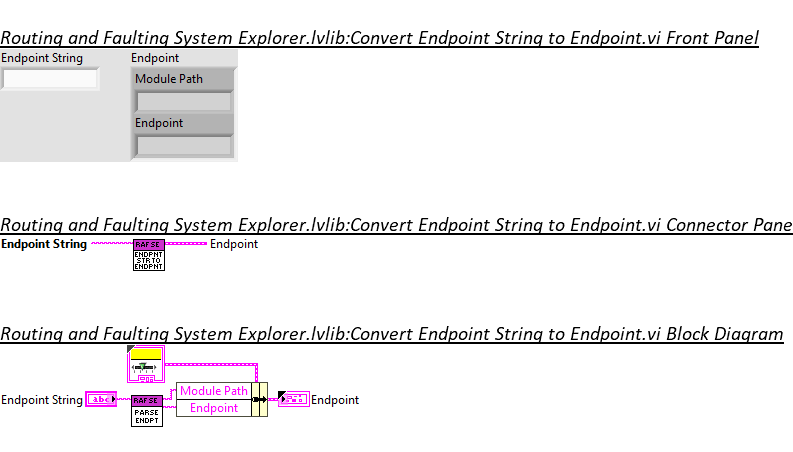 Routing and Faulting System Explorer.lvlib:Convert Endpoint String to Endpoint.vi Front Panel
Endpoint String
Endpoint
Module Path
Endpoint
Routing and Faulting System Explorer.lvlib:Convert Endpoint String to Endpoint.vi Connector Pane
Endpoint String
RAFSE
ENDPNT
STR TO
ENDPNT
Endpoint
Routing and Faulting System Explorer.lvlib:Convert Endpoint String to Endpoint.vi Block Diagram
Endpoint String
abc
RAFSE
PARSE
ENDPT
Module Path
Endpoint
Endpoint